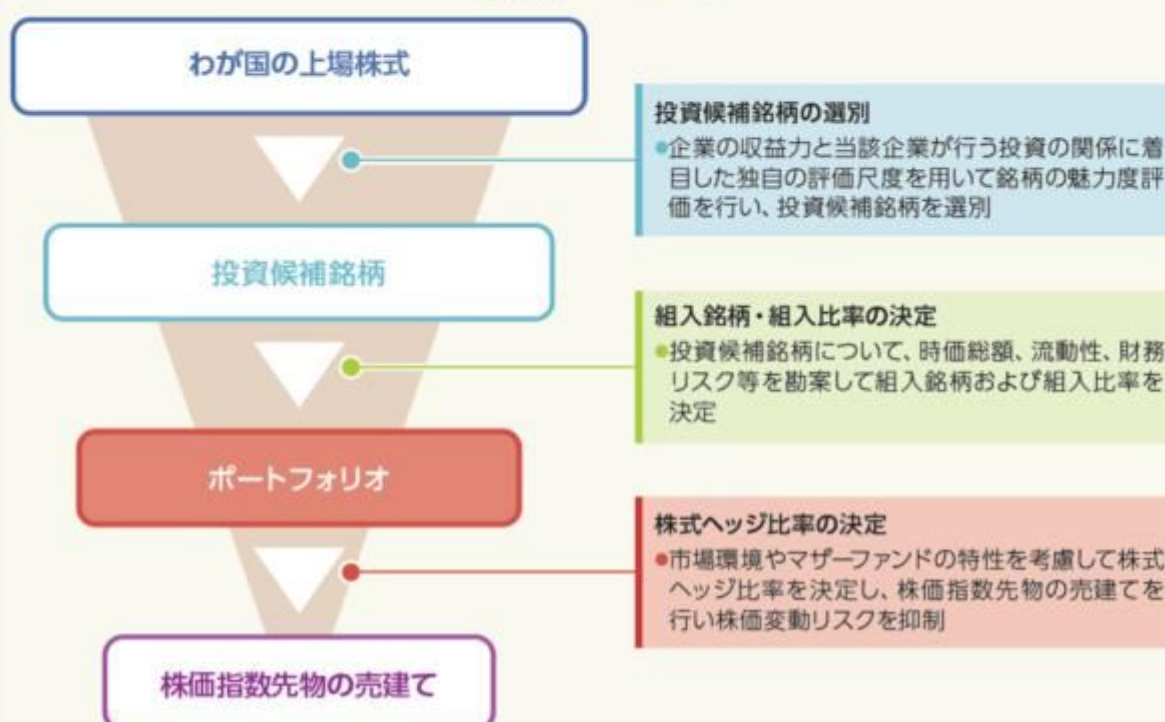 わが国の上場株式
投資候補銘柄の選別
●企業の収益力と当該企業が行う投資の関係に着
目した独自の評価尺度を用いて銘柄の魅力度評
価を行い、投資候補銘柄を選別
投資候補銘柄
組入銘柄・組入比率の決定
●投資候補銘柄について、時価総額、流動性、財務
リスク等を勘案して組入銘柄および組入比率を
決定
ポートフォリオ
株式ヘッジ比率の決定
●市場環境やマザーファンドの特性を考慮して株式
ヘッジ比率を決定し、株価指数先物の売建てを
行い株価変動リスクを抑制
株価指数先物の売建て